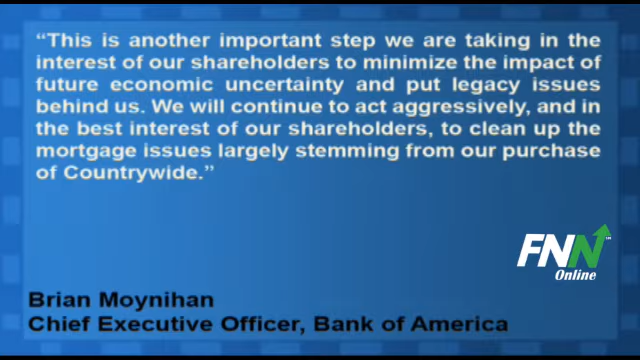 “This is another important step we are taking in the
interest of our shareholders to minimize the impact of
future economic uncertainty and put legacy issues
behind us. We will continue to act aggressively, and in
the best interest of our shareholders, to clean up the
mortgage issues largely stemming from our purchase
of Countrywide.”
FNN
Online
Brian Moynihan
Chief Executive Officer, Bank of America